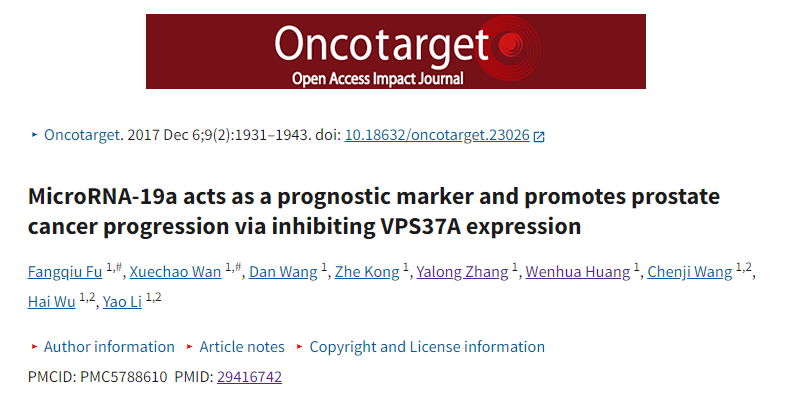 Oncotarget
Open Access Impact Journal
Oncotarget. 2017 Dec 6;9(2):1931–1943. doi: 10.18632/oncotarget.23026
MicroRNA-19a acts as a prognostic marker and promotes prostate
cancer progression via inhibiting VPS37A expression
Fangqiu Fu 1,#, Xuechao Wan 1,#, Dan Wang 1, Zhe Kong 1, Yalong Zhang 1, Wenhua Huang 1, Chenji Wang 1,2,
Hai Wu 1,2, Yao Li 1,2
Author information Article notes Copyright and License information
PMCID: PMC5788610 PMID: 29416742